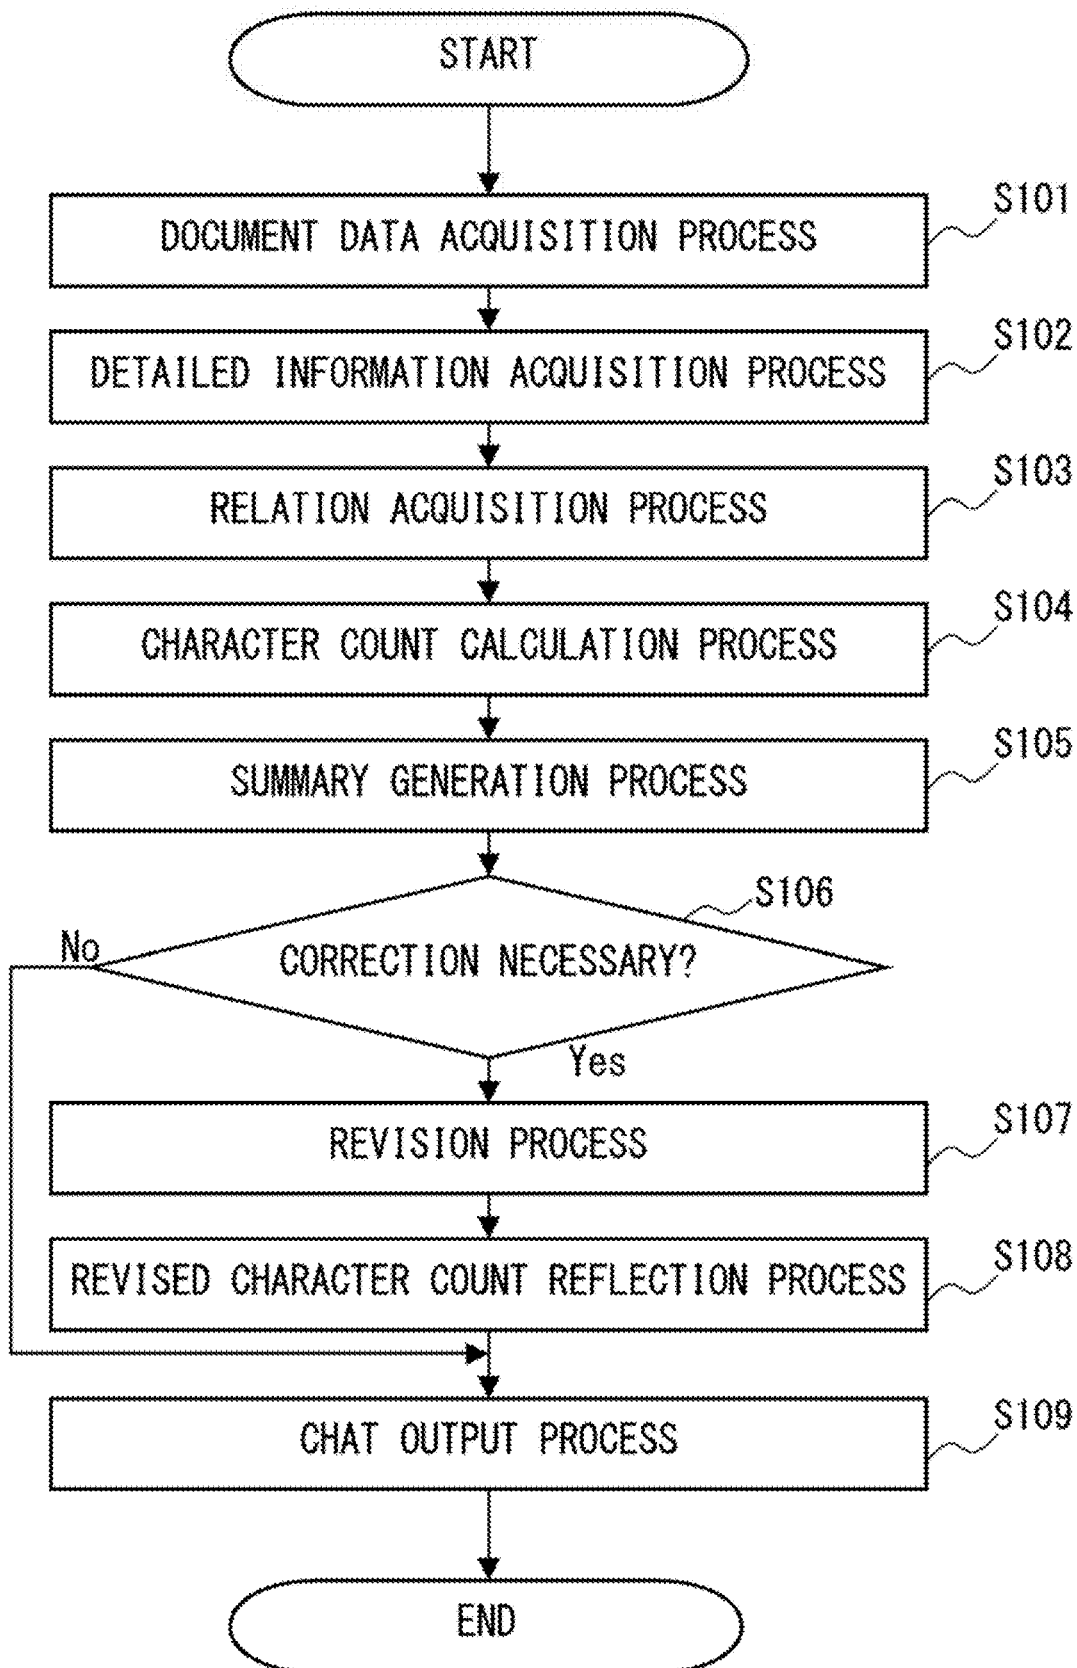 START
S101
DOCUMENT DATA ACQUISITION PROCESS
S102
DETAILED INFORMATION ACQUISITION PROCESS
S103
RELATION ACQUISITION PROCESS
S104
CHARACTER COUNT CALCULATION PROCESS
S105
SUMMARY GENERATION PROCESS
S106
No
CORRECTION NECESSARY?
Yes
S107
REVISION PROCESS
S108
REVISED CHARACTER COUNT REFLECTION PROCESS
S109
CHAT OUTPUT PROCESS
END